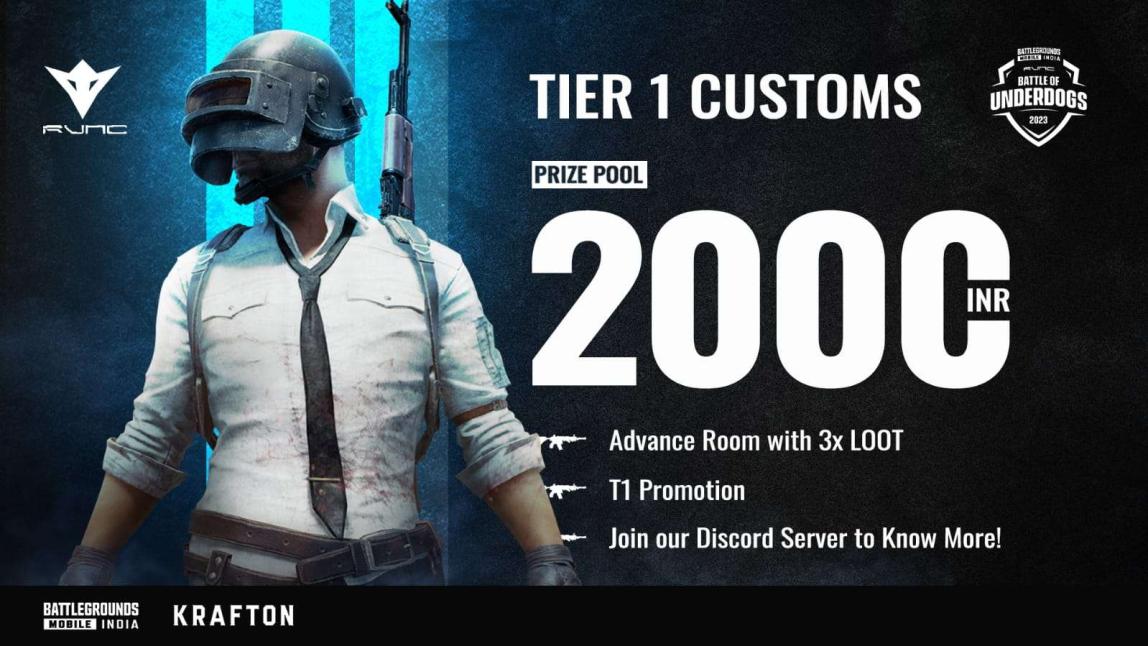 RVNC
TIER 1 CUSTOMS
BATTLEGROUNDS
MOBILE INDIA
RVNC
BATTLE OF
UNDERDOGS
2023
PRIZE POOL
2000
INR
Advance Room with 3x LOOT
T1 Promotion
Join our Discord Server to Know More!
BATTLEGROUNDS
MOBILE INDIA
KRAFTON